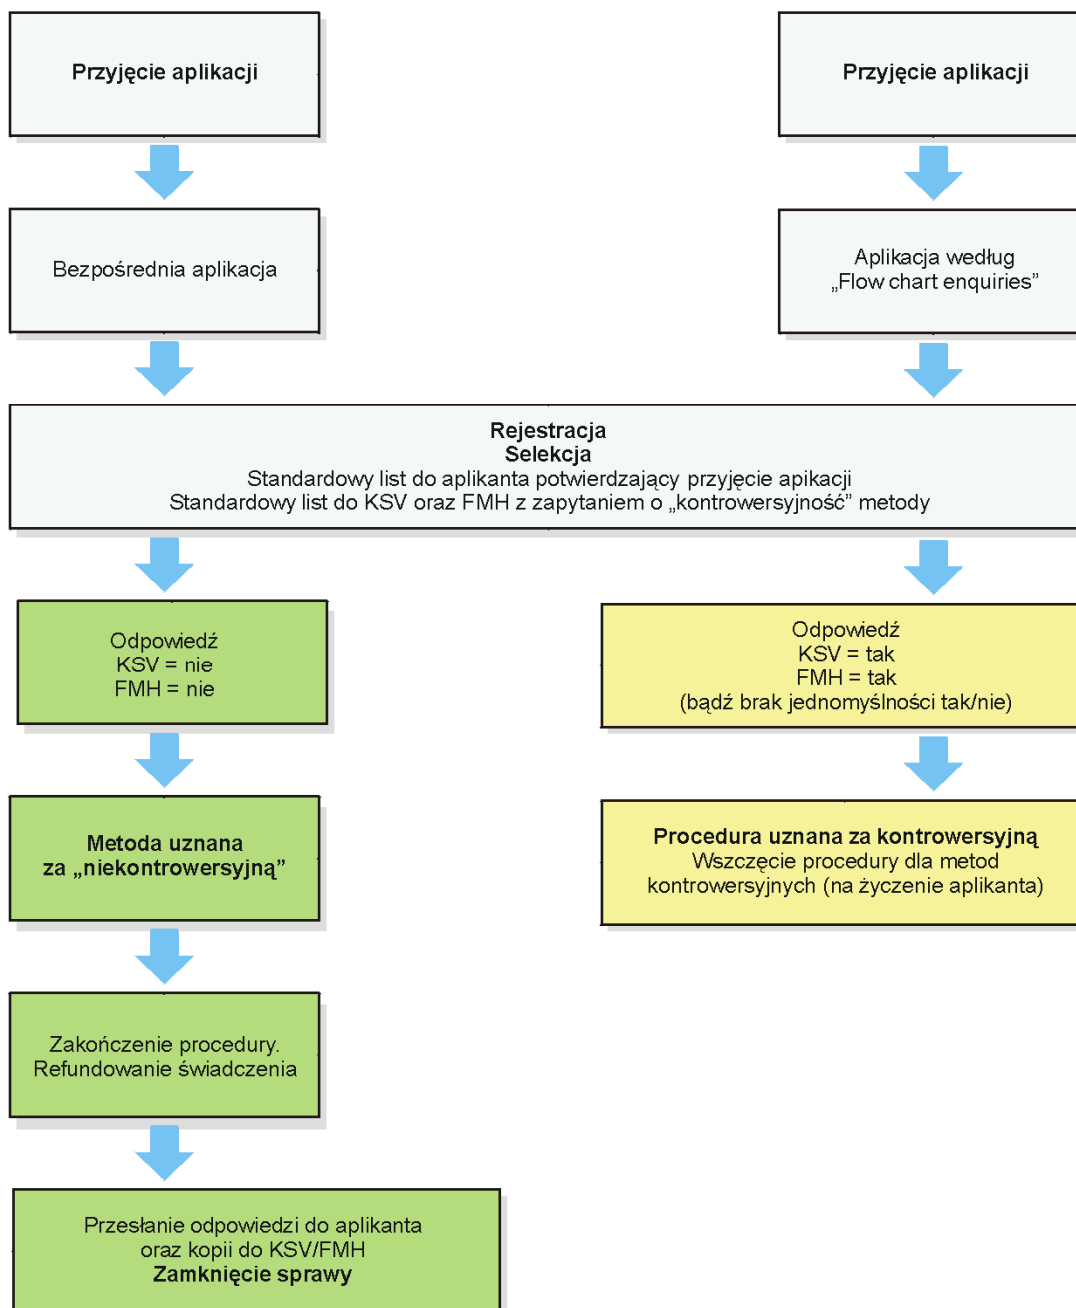 Przyjęcie aplikacji
Przyjęcie aplikacji
Bezpośrednia aplikacja
Aplikacja według
„Flow chart enquiries”
Rejestracja
Selekcja
Standardowy list do aplikanta potwierdzający przyjęcie apikacji
Standardowy list do KSV oraz FMH z zapytaniem o „kontrowersyjność” metody
Odpowiedź
KSV = nie
FMH = nie
Odpowiedź
KSV = tak
FMH = tak
(bądź brak jednomyślności tak/nie)
Metoda uznana
za „niekontrowersyjną”
Procedura uznana za kontrowersyjną
Wszczęcie procedury dla metod
kontrowersyjnych (na życzenie aplikanta)
Zakończenie procedury.
Refundowanie świadczenia
Przesłanie odpowiedzi do aplikanta
oraz kopii do KSV/FMH
Zamknięcie sprawy